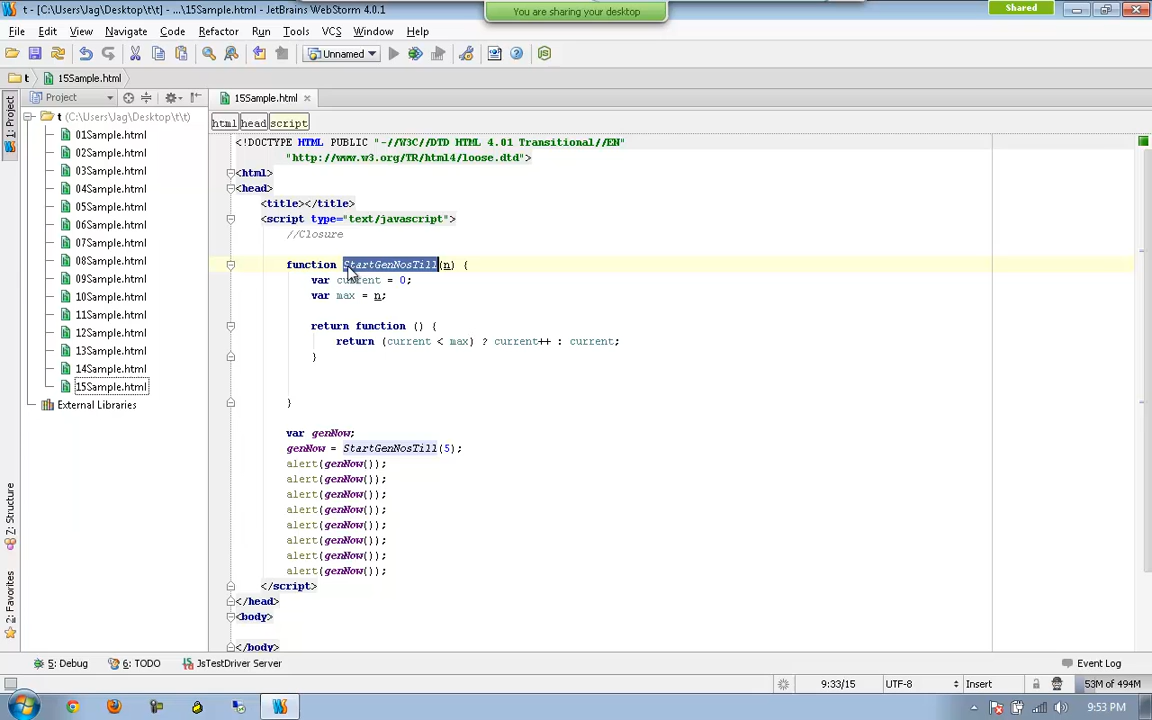 t - [C:\Users\Jag\Desktop\t\t] - ...\15Sample.html - JetBrains WebStorm 4.0.1
You are sharing your desktop
Shared
File Edit View Navigate Code Refactor Run Tools VCS Window Help
Unnamed
t 15Sample.html
Project
15Sample.html
1: Project
html head script
t (C:\Users\Jag\Desktop\t\t)
01Sample.html
02Sample.html
03Sample.html
04Sample.html
05Sample.html
06Sample.html
07Sample.html
08Sample.html
09Sample.html
10Sample.html
11Sample.html
12Sample.html
13Sample.html
14Sample.html
15Sample.html
External Libraries
<!DOCTYPE HTML PUBLIC "-//W3C//DTD HTML 4.01 Transitional//EN"
"http://www.w3.org/TR/html4/loose.dtd">
<html>
<head>
<title></title>
<script type="text/javascript">
//Closure
function StartGenNosTill(n) {
var current = 0;
var max = n;
return function () {
return (current < max) ? current++ : current;
}
}
var genNow;
genNow = StartGenNosTill(5);
alert(genNow());
alert(genNow());
alert(genNow());
alert(genNow());
alert(genNow());
alert(genNow());
alert(genNow());
alert(genNow());
</script>
</head>
<body>
</body>
7: Structure
2: Favorites
5: Debug 6: TODO JsTestDriver Server Event Log
9:33/15 UTF-8 Insert 53M of 494M
9:53 PM